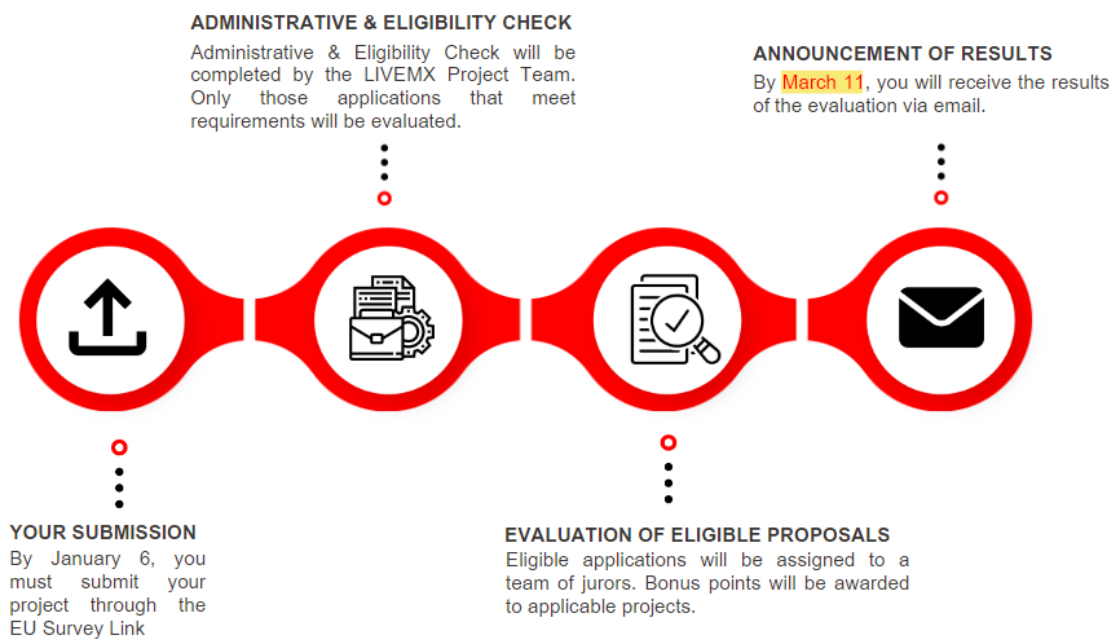 YOUR SUBMISSION
By January 6, you
must submit your
project through the
EU Survey Link
ADMINISTRATIVE & ELIGIBILITY CHECK
Administrative & Eligibility Check will be
completed by the LIVEMX Project Team.
Only those applications that meet
requirements will be evaluated.
EVALUATION OF ELIGIBLE PROPOSALS
Eligible applications will be assigned to a
team of jurors. Bonus points will be awarded
to applicable projects.
ANNOUNCEMENT OF RESULTS
By March 11, you will receive the results
of the evaluation via email.